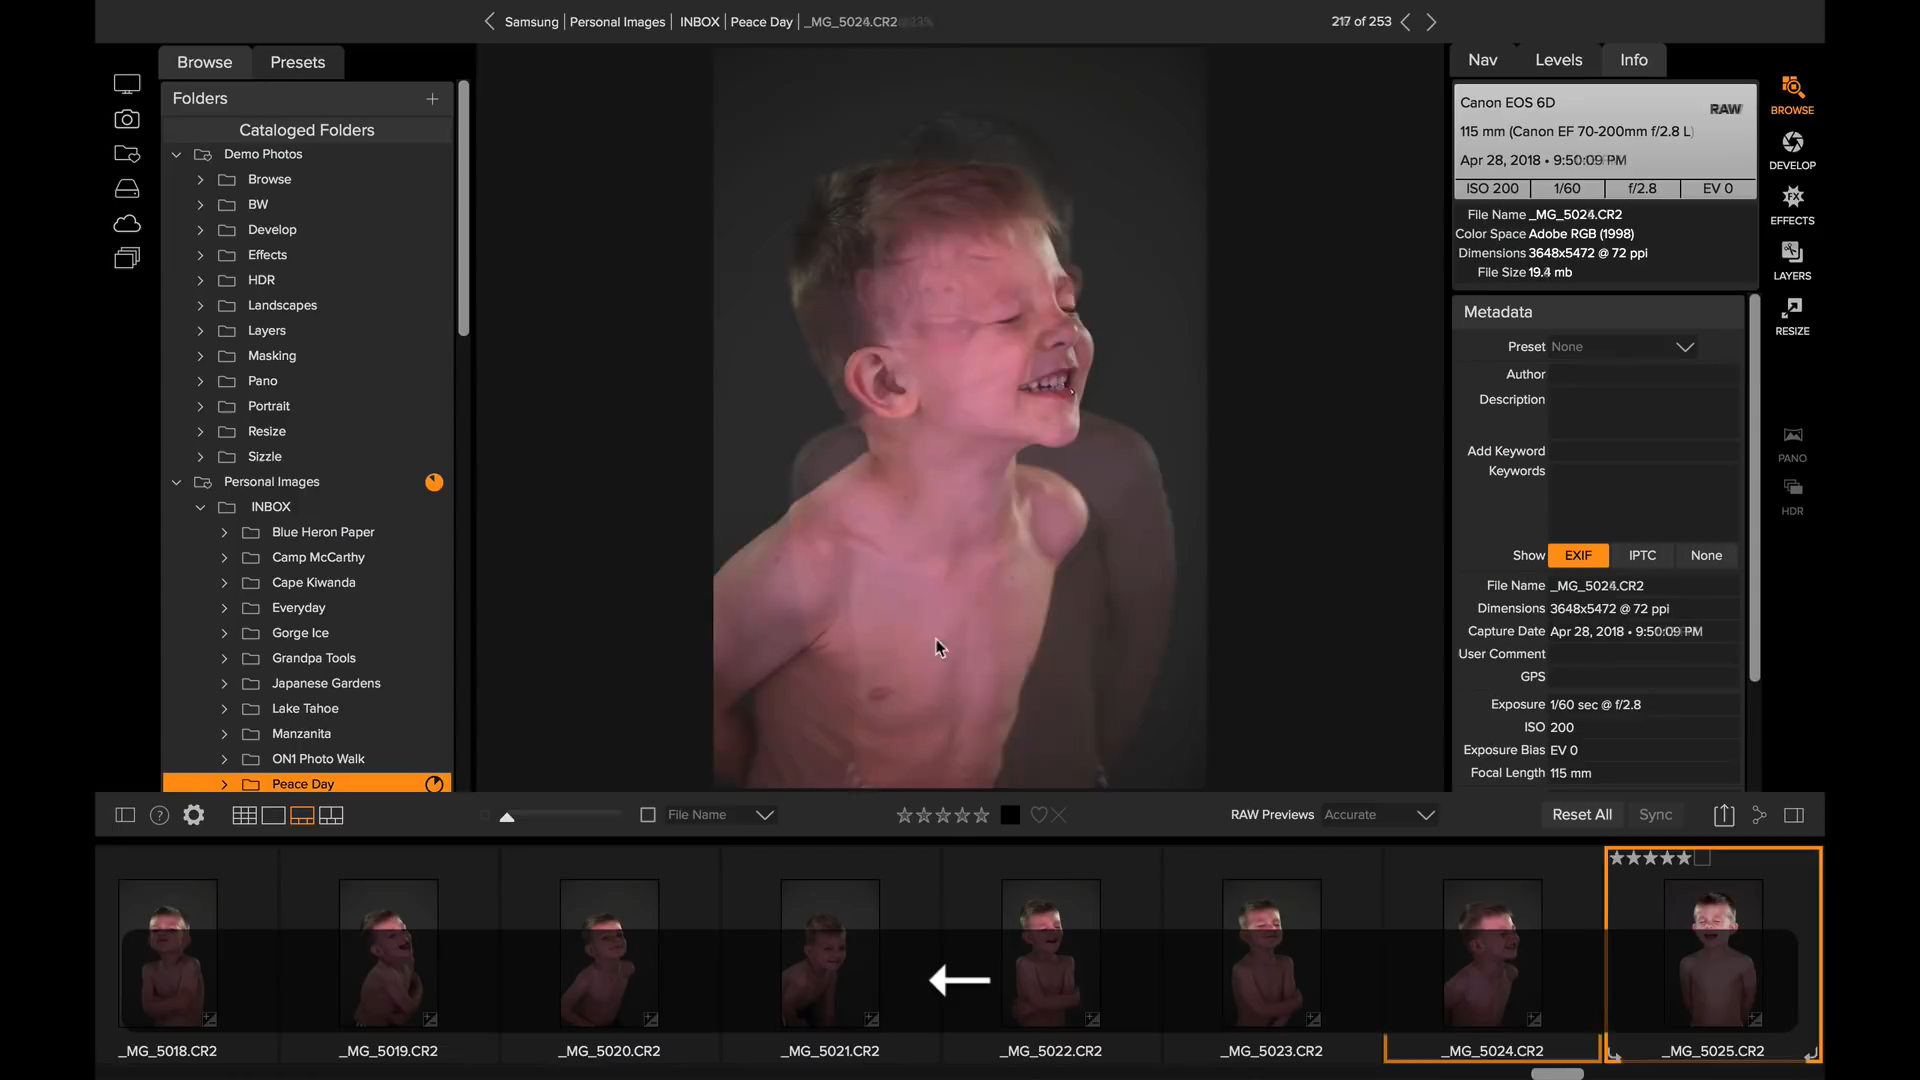 Samsung | Personal Images | INBOX | Peace Day | _MG_5024.CR2
217 of 253
Browse Presets
Folders
Cataloged Folders
Demo Photos
Browse
BW
Develop
Effects
HDR
Landscapes
Layers
Masking
Pano
Portrait
Resize
Sizzle
Personal Images
INBOX
Blue Heron Paper
Camp McCarthy
Cape Kiwanda
Everyday
Gorge Ice
Grandpa Tools
Japanese Gardens
Lake Tahoe
Manzanita
ON1 Photo Walk
Peace Day
Nav Levels Info
Canon EOS 6D RAW
115 mm (Canon EF 70-200mm f/2.8 L)
Apr 28, 2018 • 9:50:09 PM
ISO 200 1/60 f/2.8 EV 0
File Name _MG_5024.CR2
Color Space Adobe RGB (1998)
Dimensions 3648x5472 @ 72 ppi
File Size 19.4 mb
Metadata
Preset None
Author
Description
Add Keyword
Keywords
Show EXIF IPTC None
File Name _MG_5024.CR2
Dimensions 3648x5472 @ 72 ppi
Capture Date Apr 28, 2018 • 9:50:09 PM
User Comment
GPS
Exposure 1/60 sec @ f/2.8
ISO 200
Exposure Bias EV 0
Focal Length 115 mm
BROWSE
DEVELOP
FX
EFFECTS
LAYERS
RESIZE
PANO
HDR
? File Name RAW Previews Accurate Reset All Sync
_MG_5018.CR2 _MG_5019.CR2 _MG_5020.CR2 _MG_5021.CR2 _MG_5022.CR2 _MG_5023.CR2 _MG_5024.CR2 _MG_5025.CR2